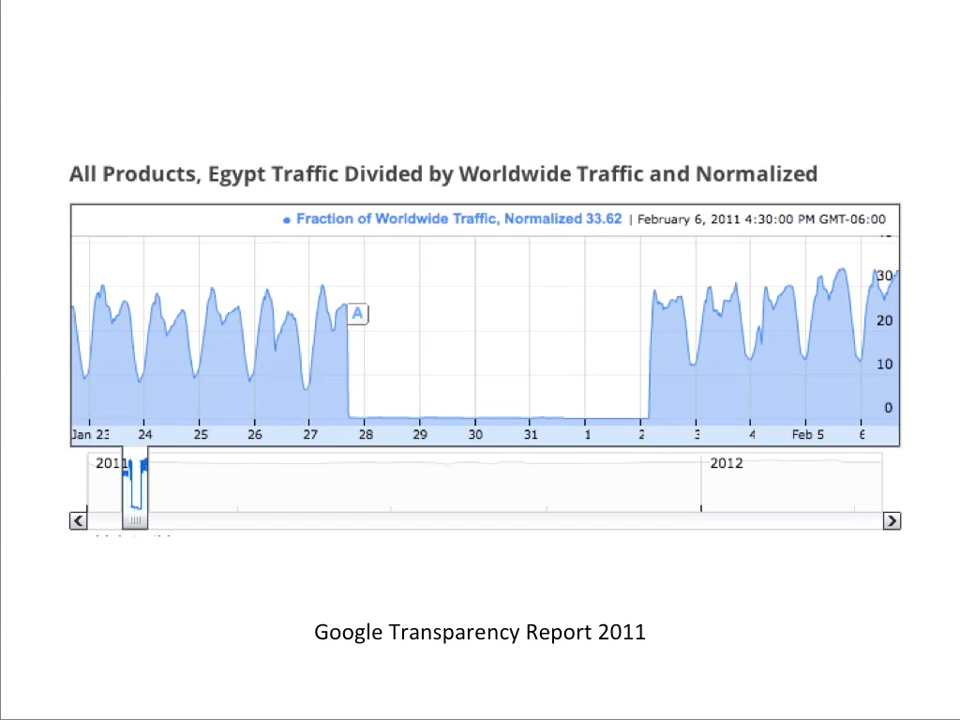 All Products, Egypt Traffic Divided by Worldwide Traffic and Normalized
Fraction of Worldwide Traffic, Normalized 33.62 | February 6, 2011 4:30:00 PM GMT-06:00
30
A
20
10
0
Jan 23 24 25 26 27 28 29 30 31 1 2 3 4 Feb 5 6
2011 2012
Google Transparency Report 2011